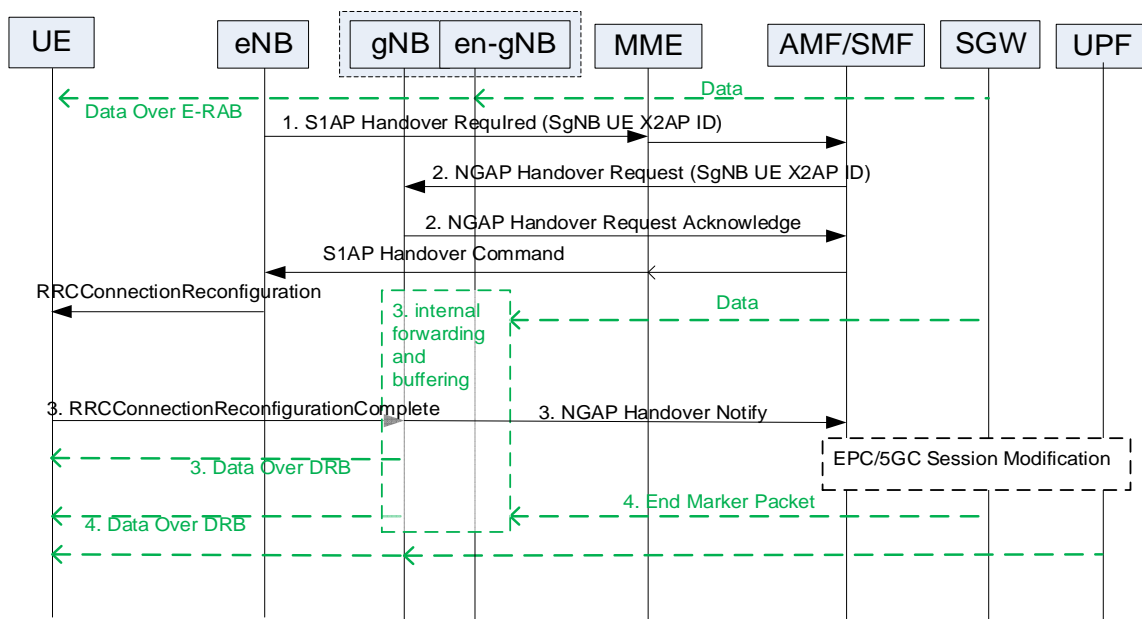 UE
eNB
gNB
en-gNB
MME
AMF/SMF
SGW
UPF
Data
Data Over E-RAB
1. S1AP Handover RequIred (SgNB UE X2AP ID)
2. NGAP Handover Request (SgNB UE X2AP ID)
2. NGAP Handover Request Acknowledge
S1AP Handover Command
RRCConnectionReconfiguration
3. internal
forwarding
and
buffering
Data
3. RRCConnectionReconfigurationComplete
3. NGAP Handover Notify
EPC/5GC Session Modification
3. Data Over DRB
4. End Marker Packet
4. Data Over DRB